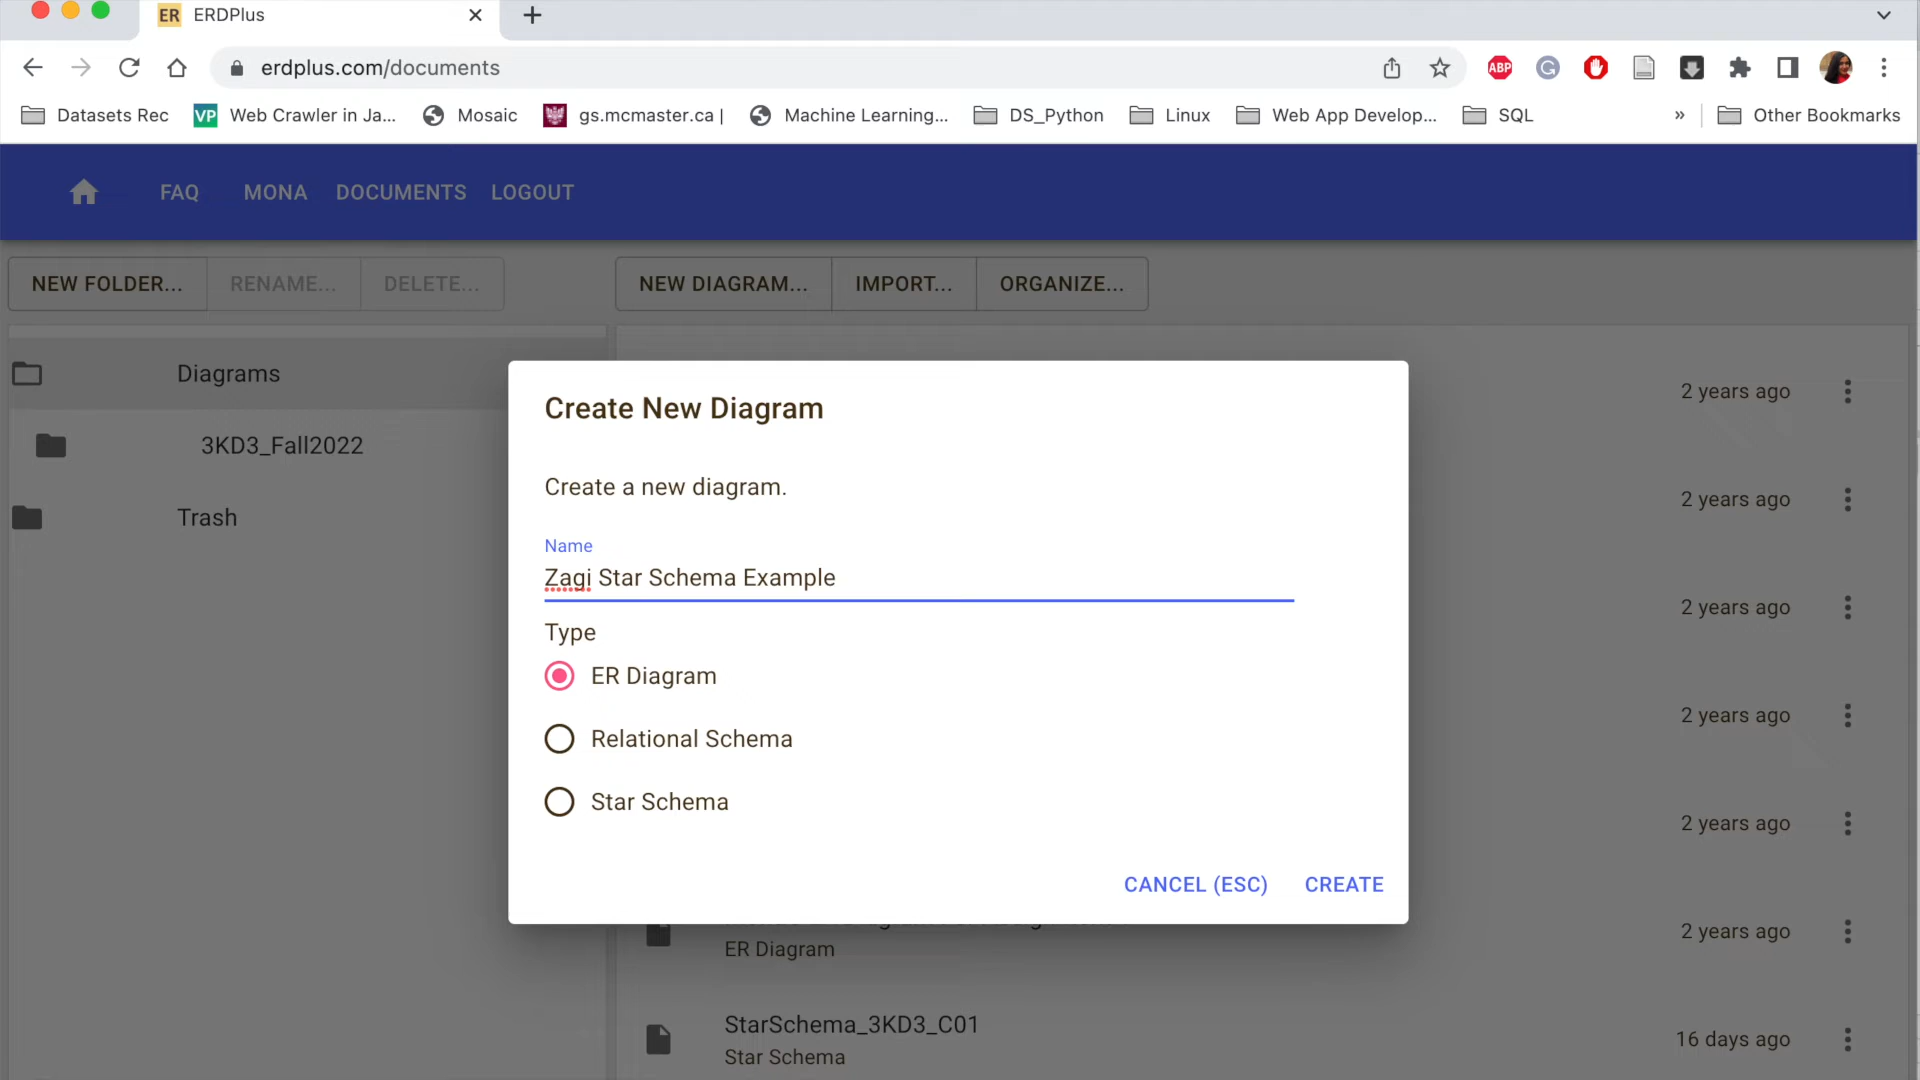 ER ERDPlus
erdplus.com/documents
ABP
G
Datasets Rec VP Web Crawler in Ja... Mosaic gs.mcmaster.ca | Machine Learning... DS_Python Linux Web App Develop... SQL » Other Bookmarks
FAQ MONA DOCUMENTS LOGOUT
NEW FOLDER... RENAME... DELETE... NEW DIAGRAM... IMPORT... ORGANIZE...
Diagrams
3KD3_Fall2022
Trash
Create New Diagram
Create a new diagram.
Name
Zagi Star Schema Example
Type
ER Diagram
Relational Schema
Star Schema
CANCEL (ESC) CREATE
2 years ago
2 years ago
2 years ago
2 years ago
2 years ago
2 years ago
ER Diagram
StarSchema_3KD3_C01
Star Schema
16 days ago